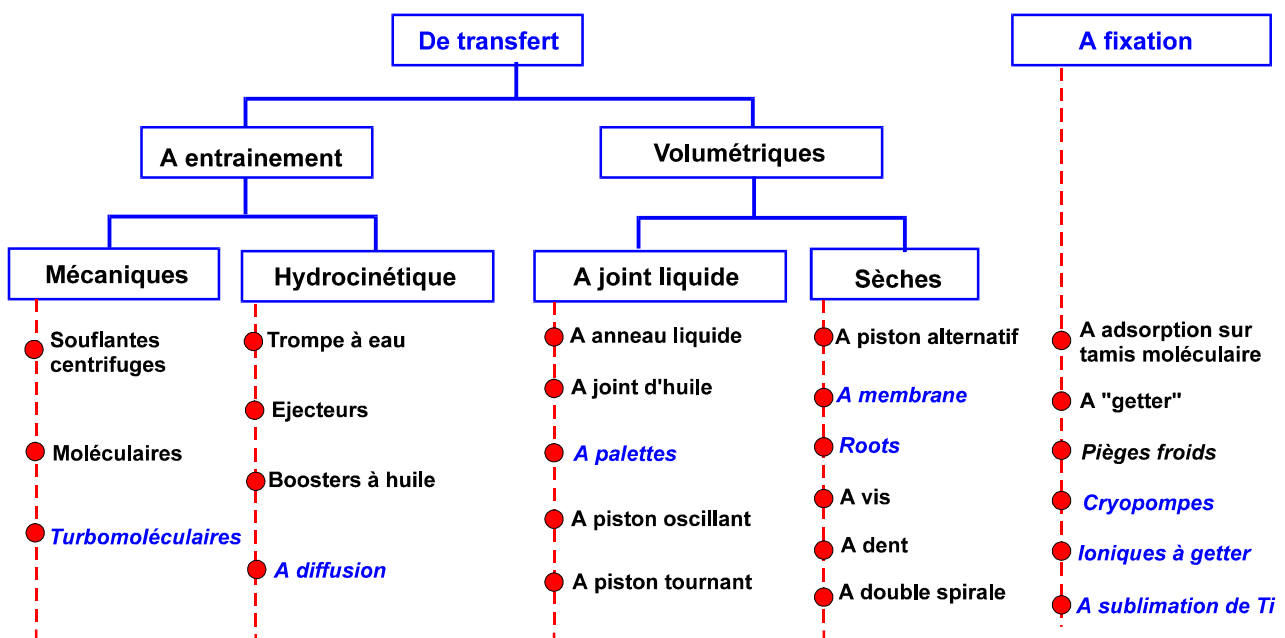 De transfert
A fixation
A entrainement
Volumétriques
Mécaniques
Hydrocinétique
A joint liquide
Sèches
Souflantes
centrifuges
Moléculaires
Turbomoléculaires
Trompe à eau
Ejecteurs
Boosters à huile
A diffusion
A anneau liquide
A joint d'huile
A palettes
A piston oscillant
A piston tournant
A piston alternatif
A membrane
Roots
A vis
A dent
A double spirale
A adsorption sur
tamis moléculaire
A "getter"
Pièges froids
Cryopompes
Ioniques à getter
A sublimation de Ti